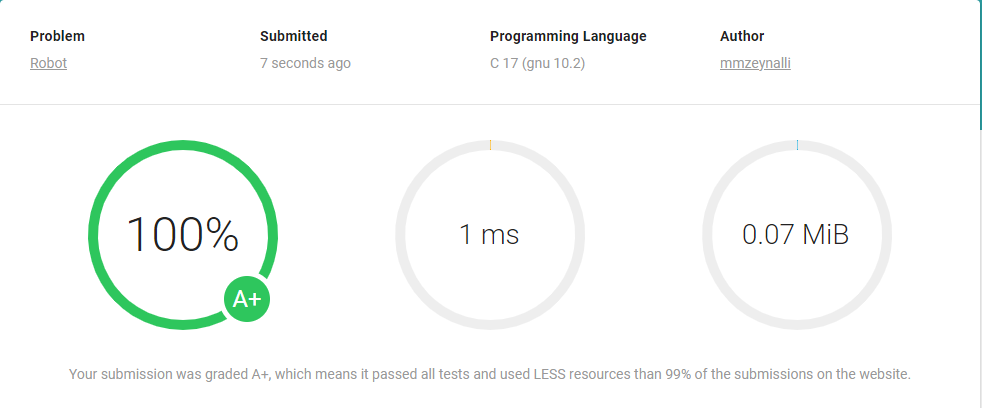 Problem Submitted Programming Language Author
Robot 7 seconds ago C 17 (gnu 10.2) mmzeynalli
100% 1 ms 0.07 MiB
A+
Your submission was graded A+, which means it passed all tests and used LESS resources than 99% of the submissions on the website.